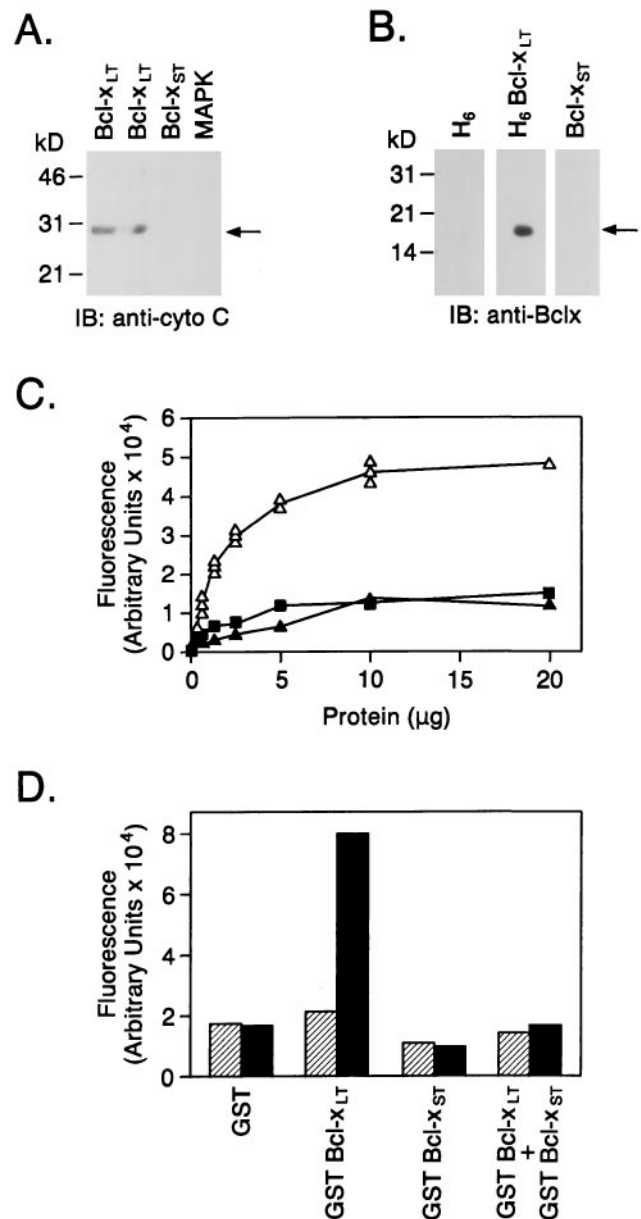 A.
Bcl-xLT
Bcl-xLT
Bcl-xST
MAPK
kD
46
31
21
IB: anti-cyto C
B.
H6
H6 Bcl-xLT
Bcl-xST
kD
31
21
14
IB: anti-Bclx
C.
Fluorescence
(Arbitrary Units x 10⁴)
6
5
4
3
2
1
0
0
5
10
15
20
Protein (µg)
D.
Fluorescence
(Arbitrary Units x 10⁴)
8
6
4
2
0
GST
GST Bcl-xLT
GST Bcl-xST
GST Bcl-xLT
+
GST Bcl-xST